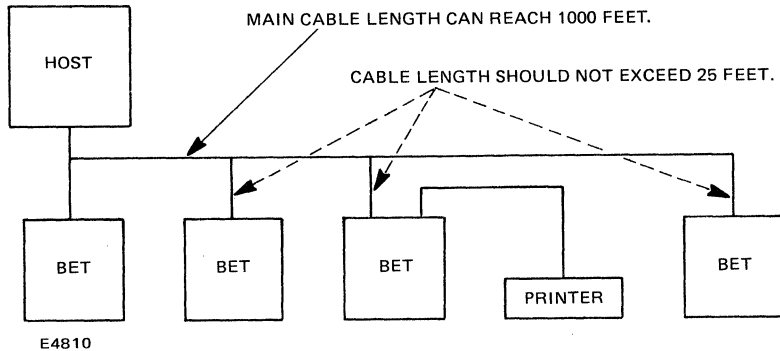 MAIN CABLE LENGTH CAN REACH 1000 FEET.
HOST
CABLE LENGTH SHOULD NOT EXCEED 25 FEET.
BET
BET
BET
BET
PRINTER
E4810